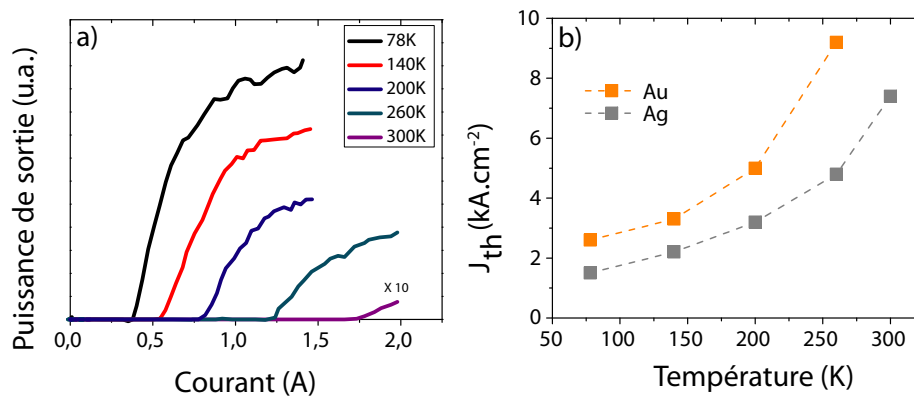 a)
78K
140K
200K
260K
300K
X 10
Puissance de sortie (u.a.)
0,0 0,5 1,0 1,5 2,0
Courant (A)
b)
Au
Ag
J_th (kA.cm⁻²)
10
8
6
4
2
0
50 100 150 200 250 300
Température (K)